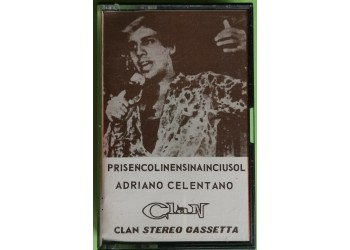 PRISENCOLINENSINAINCIUSOL
ADRIANO CELENTANO
Clan
CLAN STEREO CASSETTA